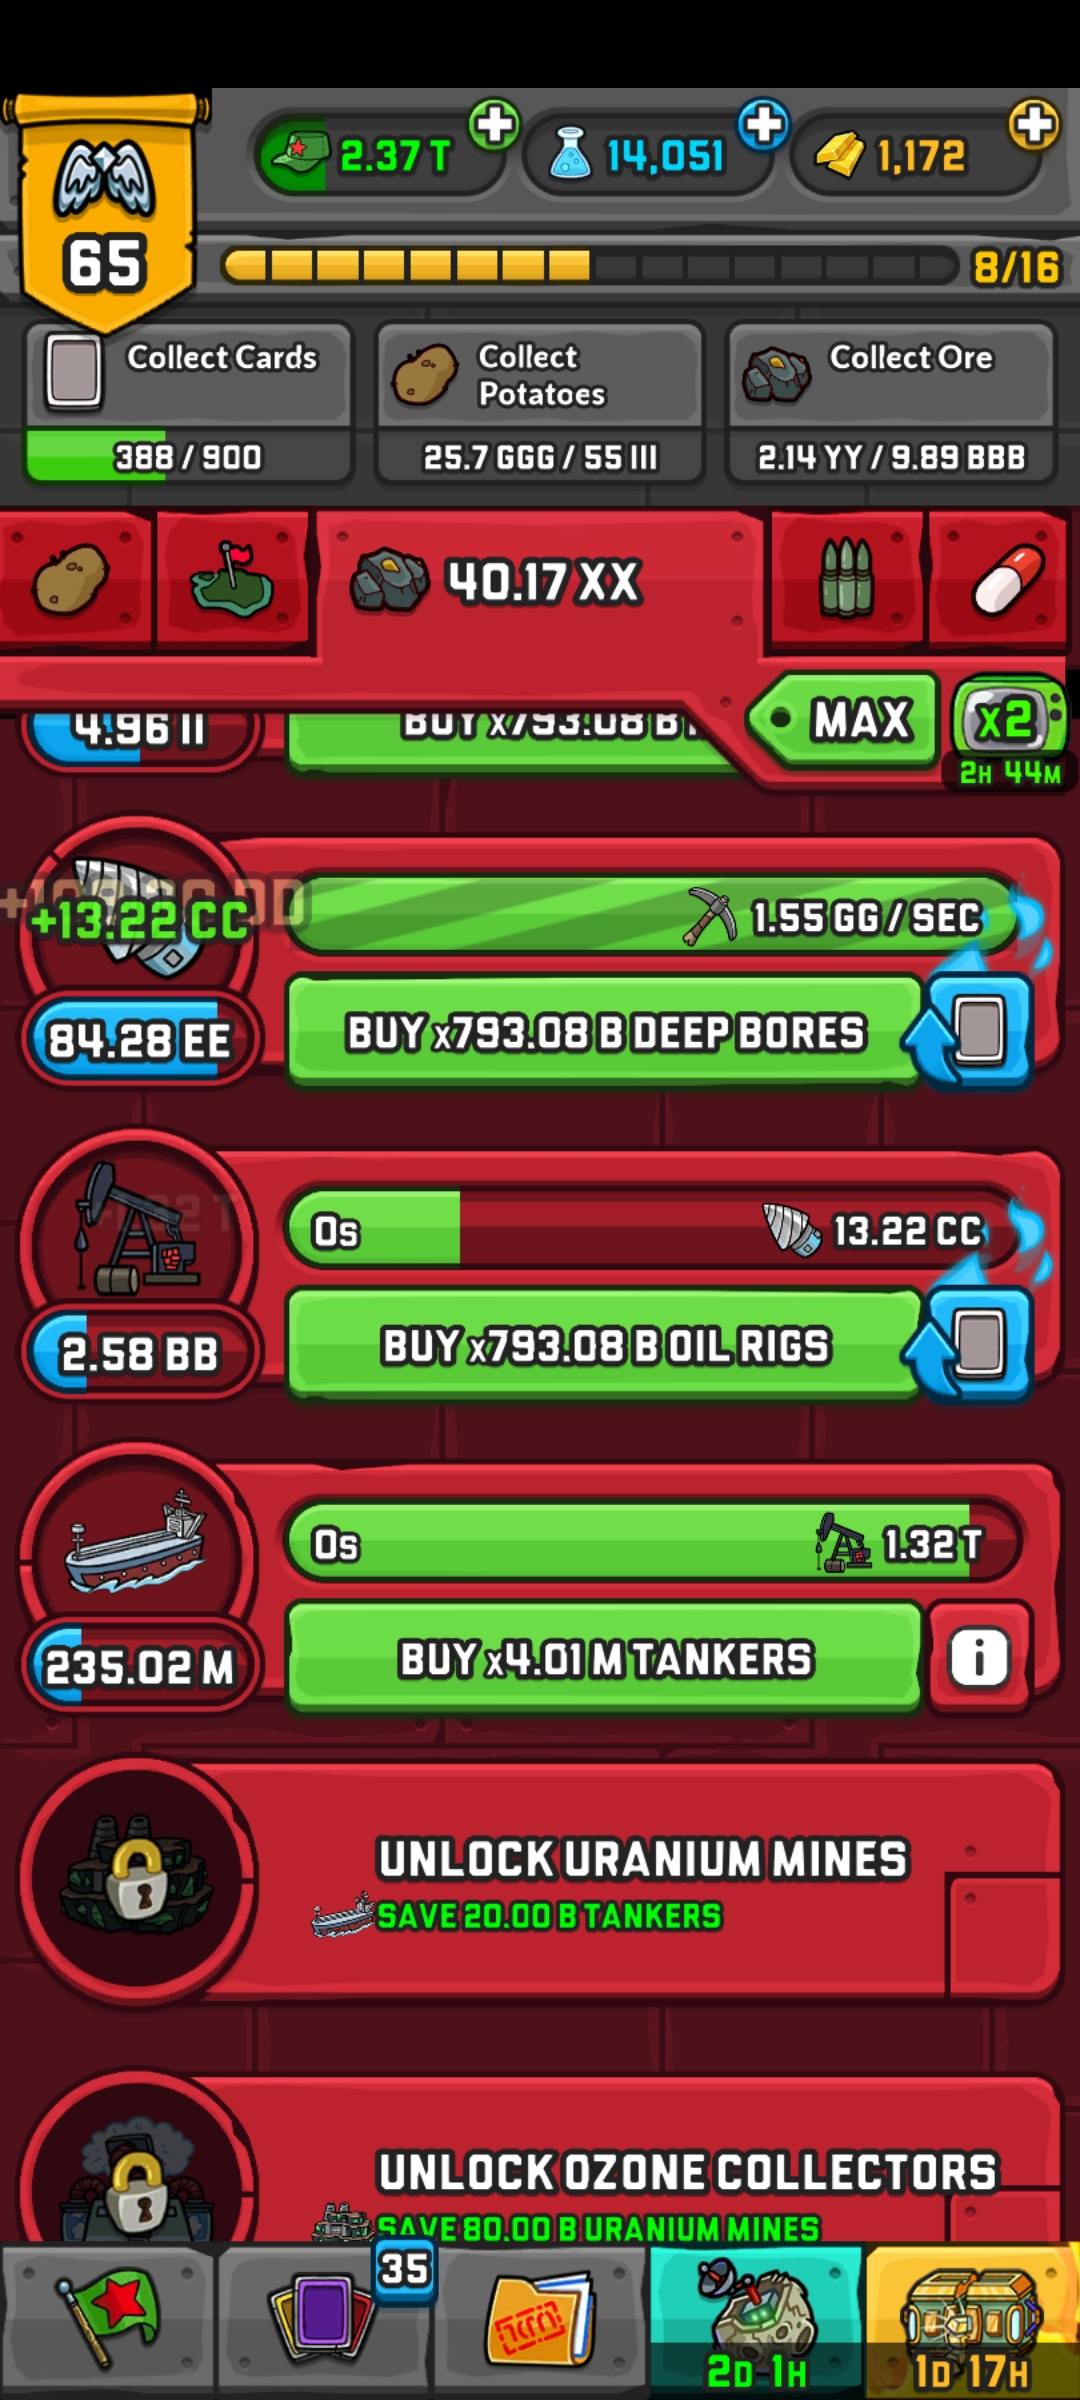 2.37 T
14,051
1,172
65
8/16
Collect Cards
388 / 900
Collect
Potatoes
25.7 GGG / 55 III
Collect Ore
2.14 YY / 9.89 BBB
40.17 XX
MAX
x2
2H 44M
4.96 II
BUY x793.08 B
+13.22 CC
1.55 GG / SEC
84.28 EE
BUY x793.08 B DEEP BORES
0s
13.22 CC
2.58 BB
BUY x793.08 B OIL RIGS
0s
1.32 T
235.02 M
BUY x4.01 M TANKERS
i
UNLOCK URANIUM MINES
SAVE 20.00 B TANKERS
UNLOCK OZONE COLLECTORS
SAVE 80.00 B URANIUM MINES
35
2D 1H
1D 17H